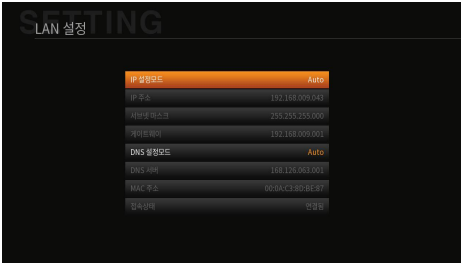 SETTING
LAN 설정
IP 설정모드 Auto
IP 주소 192.168.009.043
서브넷 마스크 255.255.255.000
게이트웨이 192.168.009.001
DNS 설정모드 Auto
DNS 서버 168.126.063.001
MAC 주소 00:0A:C3:8D:BE:87
접속상태 연결됨